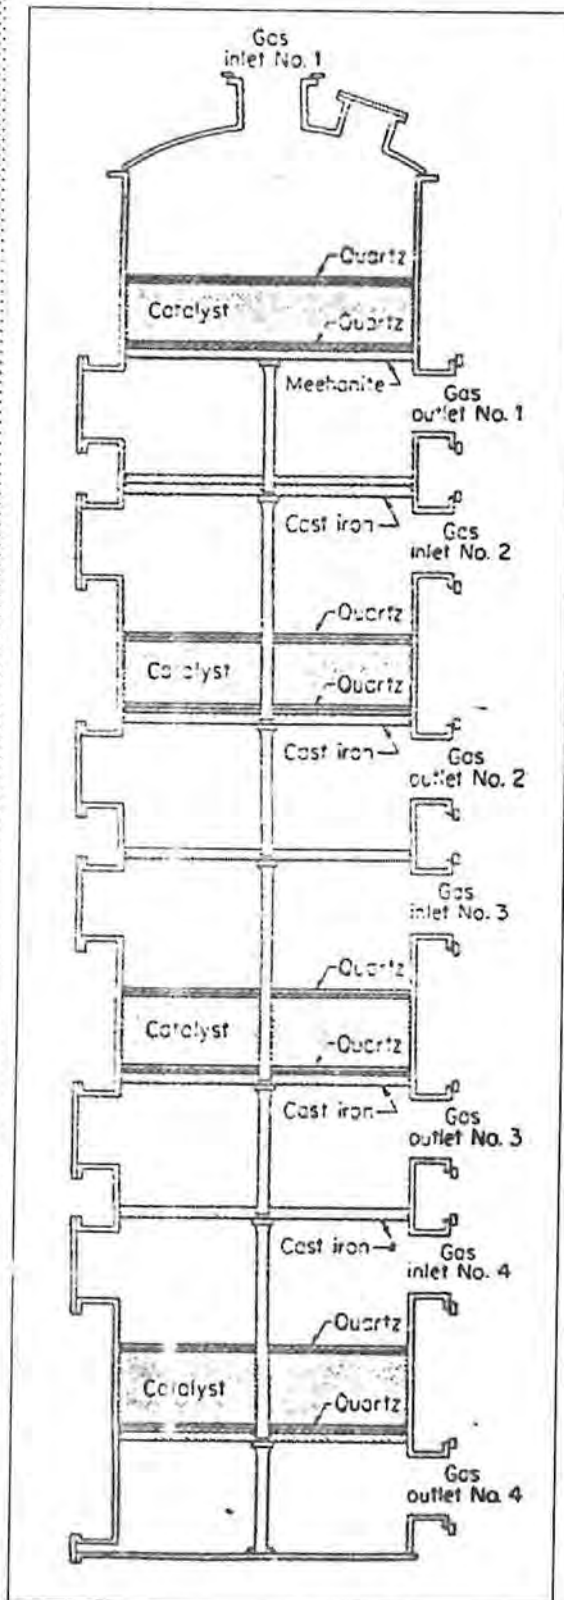 Gas
inlet No. 1
Quartz
Catalyst
Quartz
Meehanite
Gas
outlet No. 1
Cast iron
Gas
inlet No. 2
Quartz
Catalyst
Quartz
Cast iron
Gas
outlet No. 2
Gas
inlet No. 3
Quartz
Catalyst
Quartz
Cast iron
Gas
outlet No. 3
Cast iron
Gas
inlet No. 4
Quartz
Catalyst
Quartz
Gas
outlet No. 4